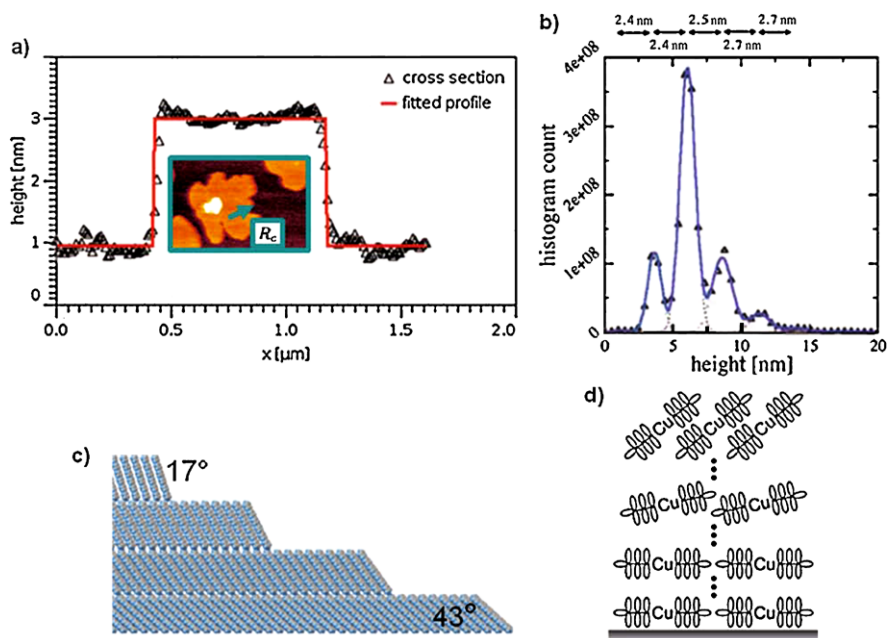 a)
height [nm]
3
2
1
0
0.0 0.5 1.0 1.5 2.0
x [μm]
cross section
fitted profile
Rc
b)
2.4 nm 2.5 nm 2.7 nm
2.4 nm 2.7 nm
histogram count
4e+08
3e+08
2e+08
1e+08
0
0 5 10 15 20
height [nm]
c)
17°
43°
d)
Cu Cu Cu
Cu Cu
Cu Cu
Cu Cu